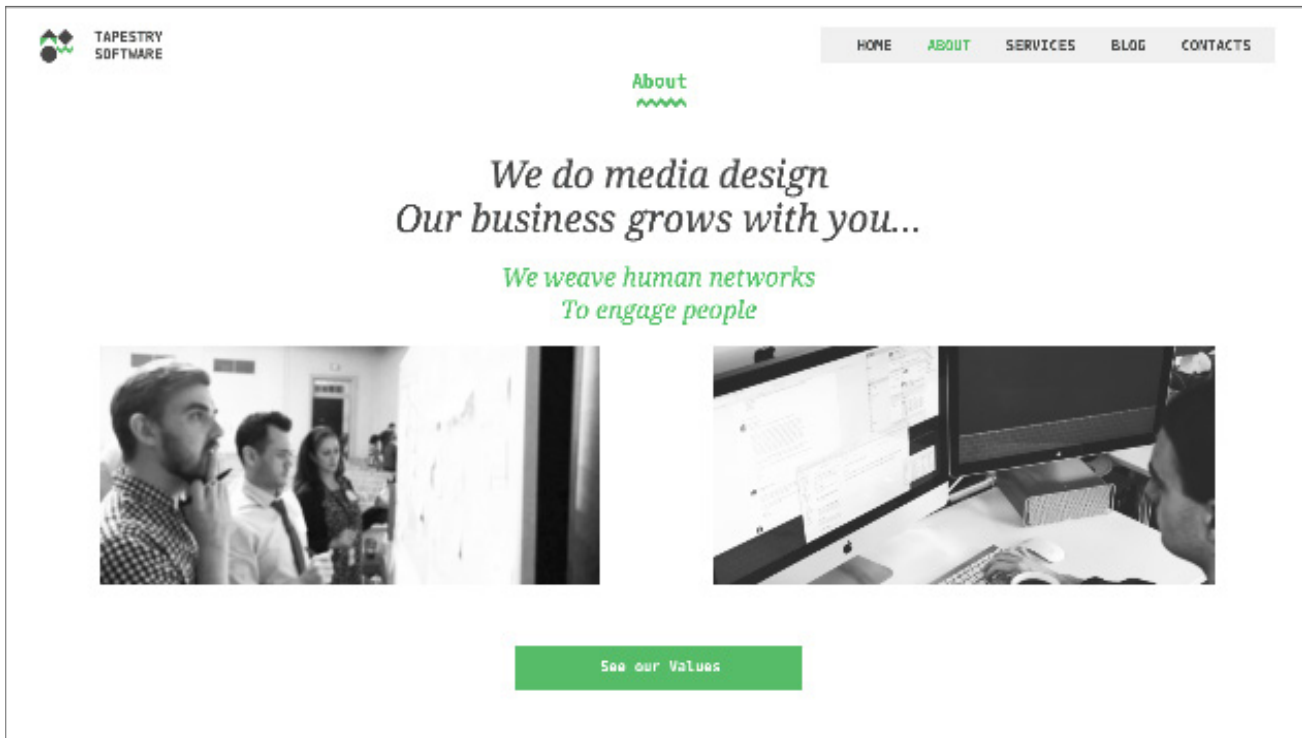 TAPESTRY
SOFTWARE
HOME ABOUT SERVICES BLOG CONTACTS
About
We do media design
Our business grows with you...
We weave human networks
To engage people
See our Values